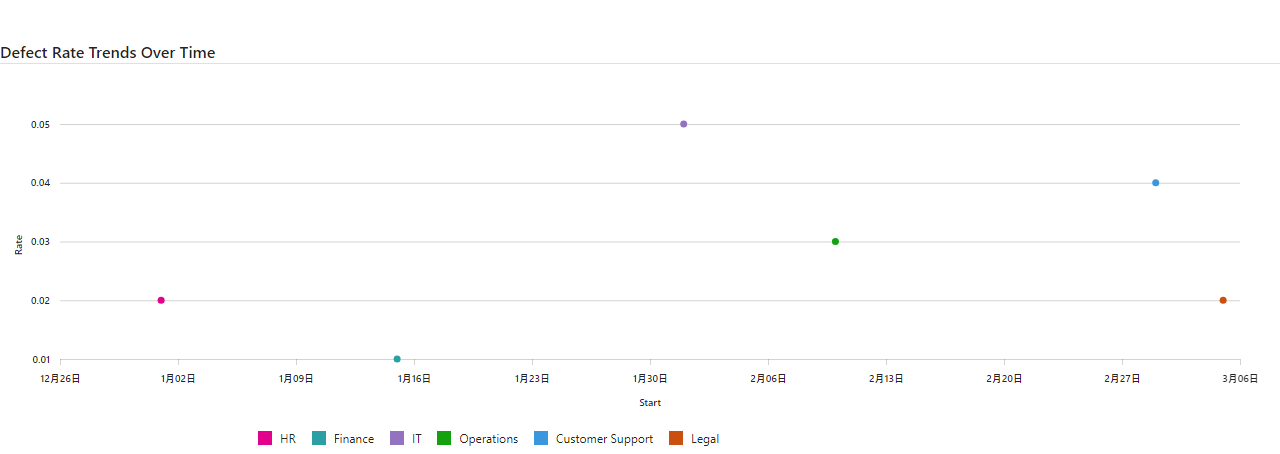 Defect Rate Trends Over Time
0.05
0.04
0.03
0.02
0.01
Rate
12月26日 1月02日 1月09日 1月16日 1月23日 1月30日 2月06日 2月13日 2月20日 2月27日 3月06日
Start
HR Finance IT Operations Customer Support Legal